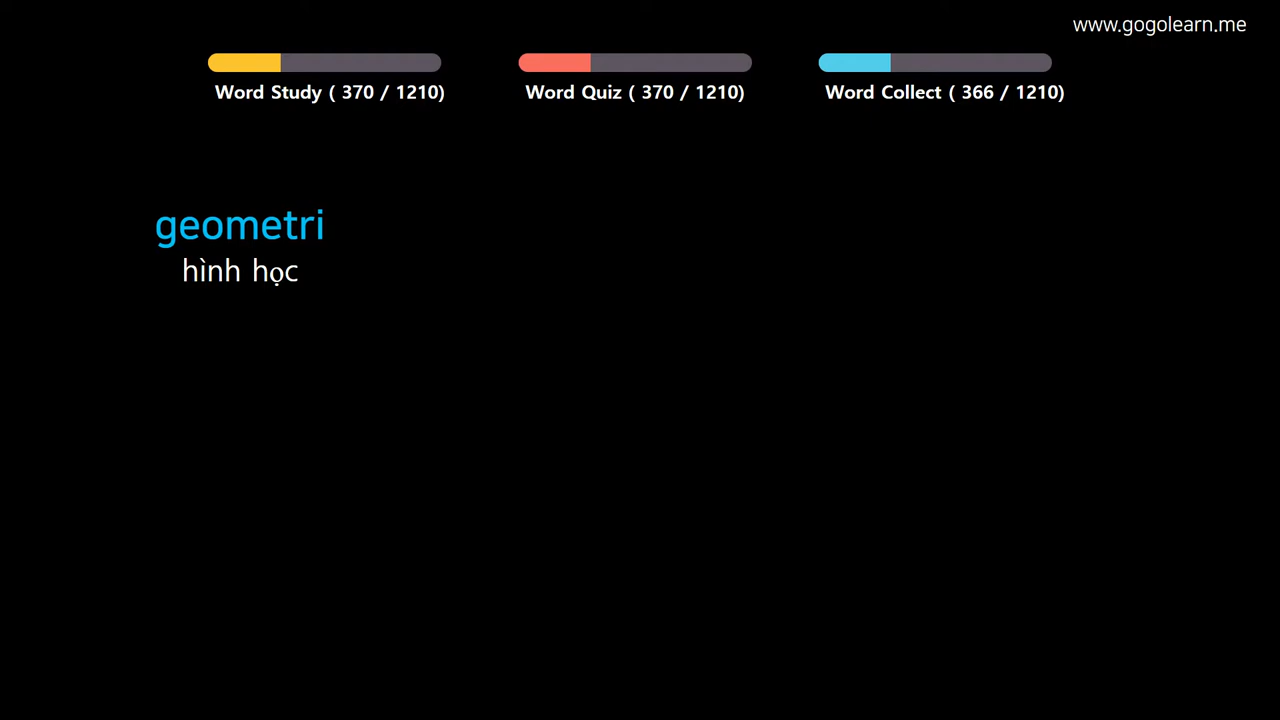 www.gogolearn.me
Word Study ( 370 / 1210)
Word Quiz ( 370 / 1210)
Word Collect ( 366 / 1210)
geometri
hình học